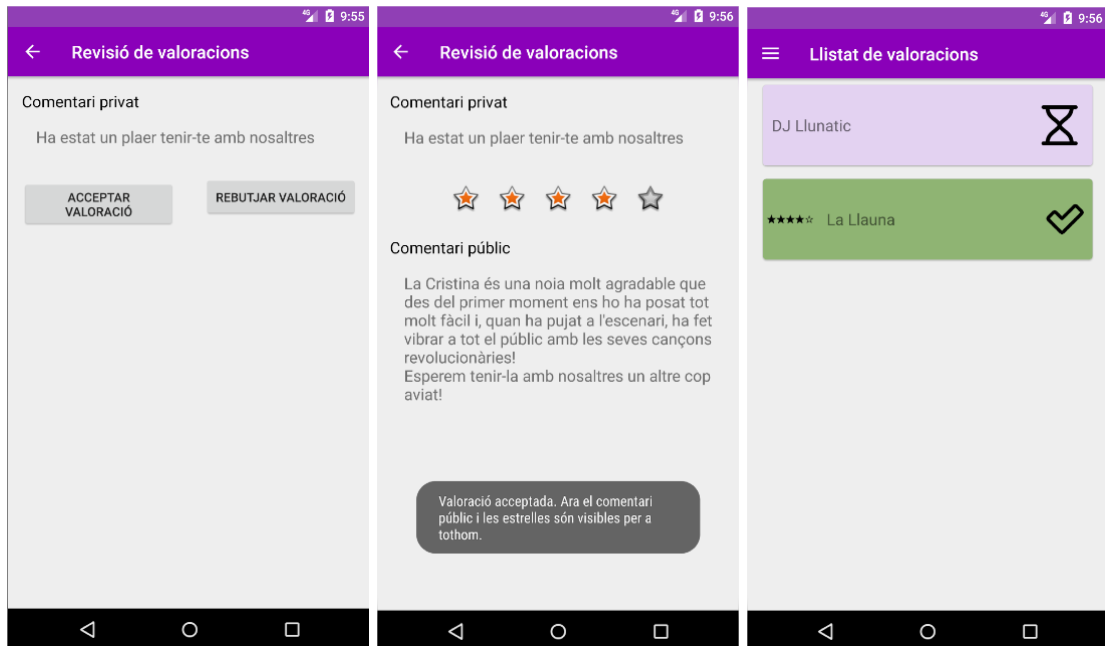 4G 9:55
Revisió de valoracions
Comentari privat
Ha estat un plaer tenir-te amb nosaltres
ACCEPTAR
VALORACIÓ
REBUTJAR VALORACIÓ
4G 9:56
Revisió de valoracions
Comentari privat
Ha estat un plaer tenir-te amb nosaltres
Comentari públic
La Cristina és una noia molt agradable que
des del primer moment ens ho ha posat tot
molt fàcil i, quan ha pujat a l'escenari, ha fet
vibrar a tot el públic amb les seves cançons
revolucionàries!
Esperem tenir-la amb nosaltres un altre cop
aviat!
Valoració acceptada. Ara el comentari
públic i les estrelles són visibles per a
tothom.
4G 9:56
Llistat de valoracions
DJ Llunatic
★★★★☆ La Llauna